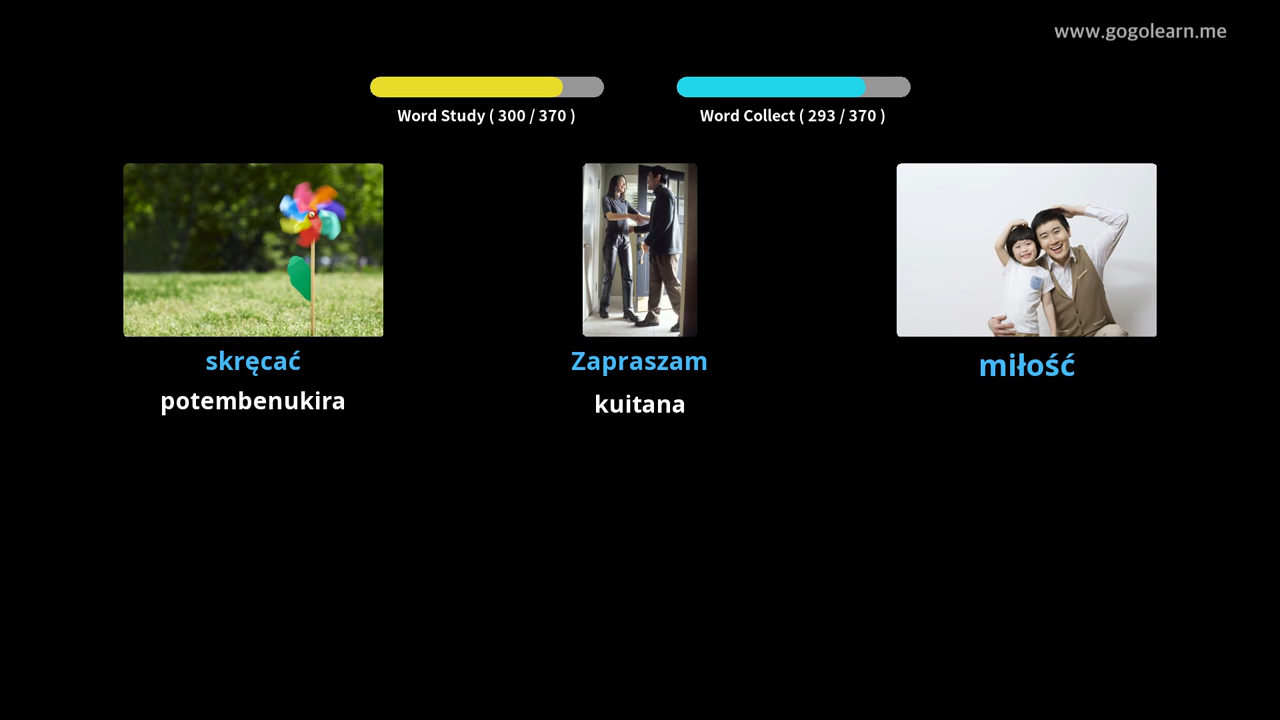 www.gogolearn.me
Word Study ( 300 / 370 )
Word Collect ( 293 / 370 )
skręcać
Zapraszam
miłość
potembenukira
kuitana